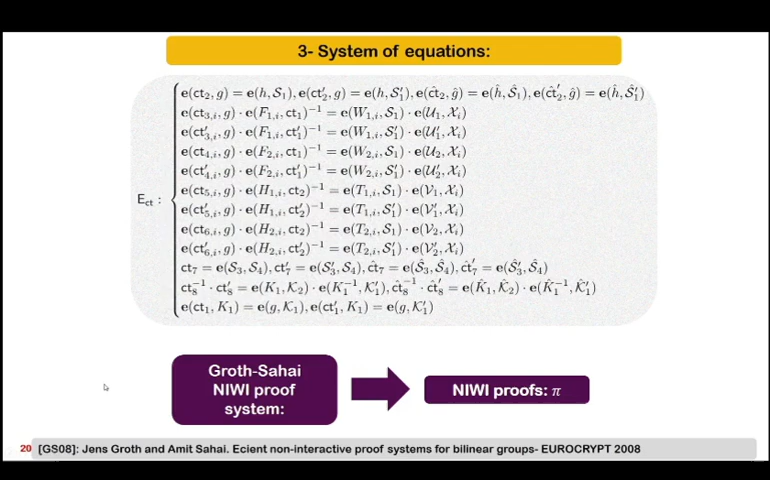 3- System of equations:
e(ct₂, g) = e(h, S₁), e(ct′₂, g) = e(h, S′₁), e(ĉt₂, ĝ) = e(ĥ, Ŝ₁), e(ĉt′₂, ĝ) = e(ĥ, Ŝ′₁)
e(ct₃,ᵢ, g) · e(F₁,ᵢ, ct₁)⁻¹ = e(W₁,ᵢ, S₁) · e(U₁, Xᵢ)
e(ct′₃,ᵢ, g) · e(F₁,ᵢ, ct′₁)⁻¹ = e(W₁,ᵢ, S′₁) · e(U′₁, Xᵢ)
e(ct₄,ᵢ, g) · e(F₂,ᵢ, ct₁)⁻¹ = e(W₂,ᵢ, S₁) · e(U₂, Xᵢ)
e(ct′₄,ᵢ, g) · e(F₂,ᵢ, ct′₁)⁻¹ = e(W₂,ᵢ, S′₁) · e(U′₂, Xᵢ)
E_ct : e(ct₅,ᵢ, g) · e(H₁,ᵢ, ct₂)⁻¹ = e(T₁,ᵢ, S₁) · e(V₁, Xᵢ)
e(ct′₅,ᵢ, g) · e(H₁,ᵢ, ct′₂)⁻¹ = e(T₁,ᵢ, S′₁) · e(V′₁, Xᵢ)
e(ct₆,ᵢ, g) · e(H₂,ᵢ, ct₂)⁻¹ = e(T₂,ᵢ, S₁) · e(V₂, Xᵢ)
e(ct′₆,ᵢ, g) · e(H₂,ᵢ, ct′₂)⁻¹ = e(T₂,ᵢ, S′₁) · e(V′₂, Xᵢ)
ct₇ = e(S₃, S₄), ct′₇ = e(S′₃, S₄), ĉt₇ = e(Ŝ₃, Ŝ₄), ĉt′₇ = e(Ŝ′₃, Ŝ₄)
ct₈⁻¹ · ct′₈ = e(K₁, K₂) · e(K₁⁻¹, K′₁), ĉt₈⁻¹ · ĉt′₈ = e(K̂₁, K̂₂) · e(K̂₁⁻¹, K̂′₁)
e(ct₁, K₁) = e(g, K₁), e(ct′₁, K₁) = e(g, K′₁)
Groth-Sahai
NIWI proof
system:
NIWI proofs: π
20 [GS08]: Jens Groth and Amit Sahai. Ecient non-interactive proof systems for bilinear groups- EUROCRYPT 2008